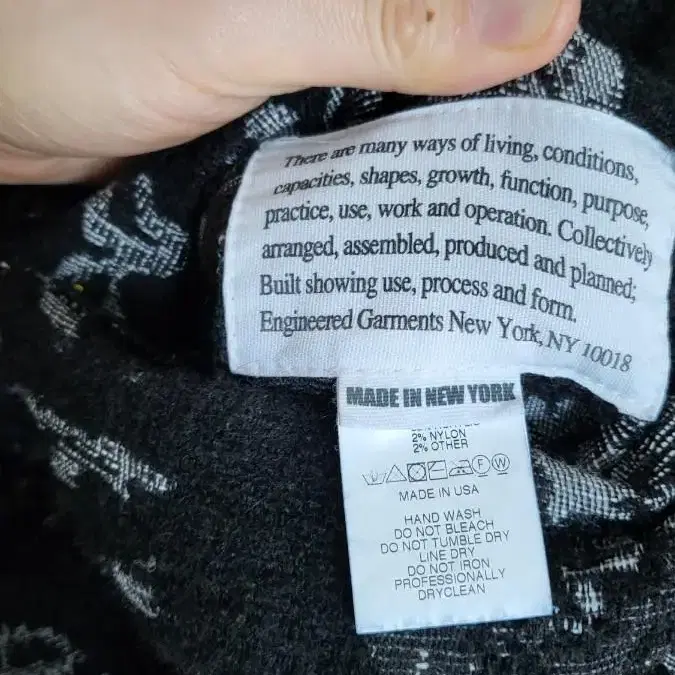 There are many ways of living, conditions,
capacities, shapes, growth, function, purpose,
practice, use, work and operation. Collectively
arranged, assembled, produced and planned;
Built showing use, process and form.
Engineered Garments New York, NY 10018
MADE IN NEW YORK
2% NYLON
2% OTHER
F W
MADE IN USA
HAND WASH
DO NOT BLEACH
DO NOT TUMBLE DRY
LINE DRY
DO NOT IRON
PROFESSIONALLY
DRYCLEAN